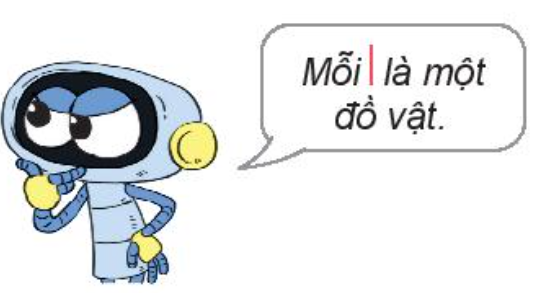 Mỗi | là một
đồ vật.